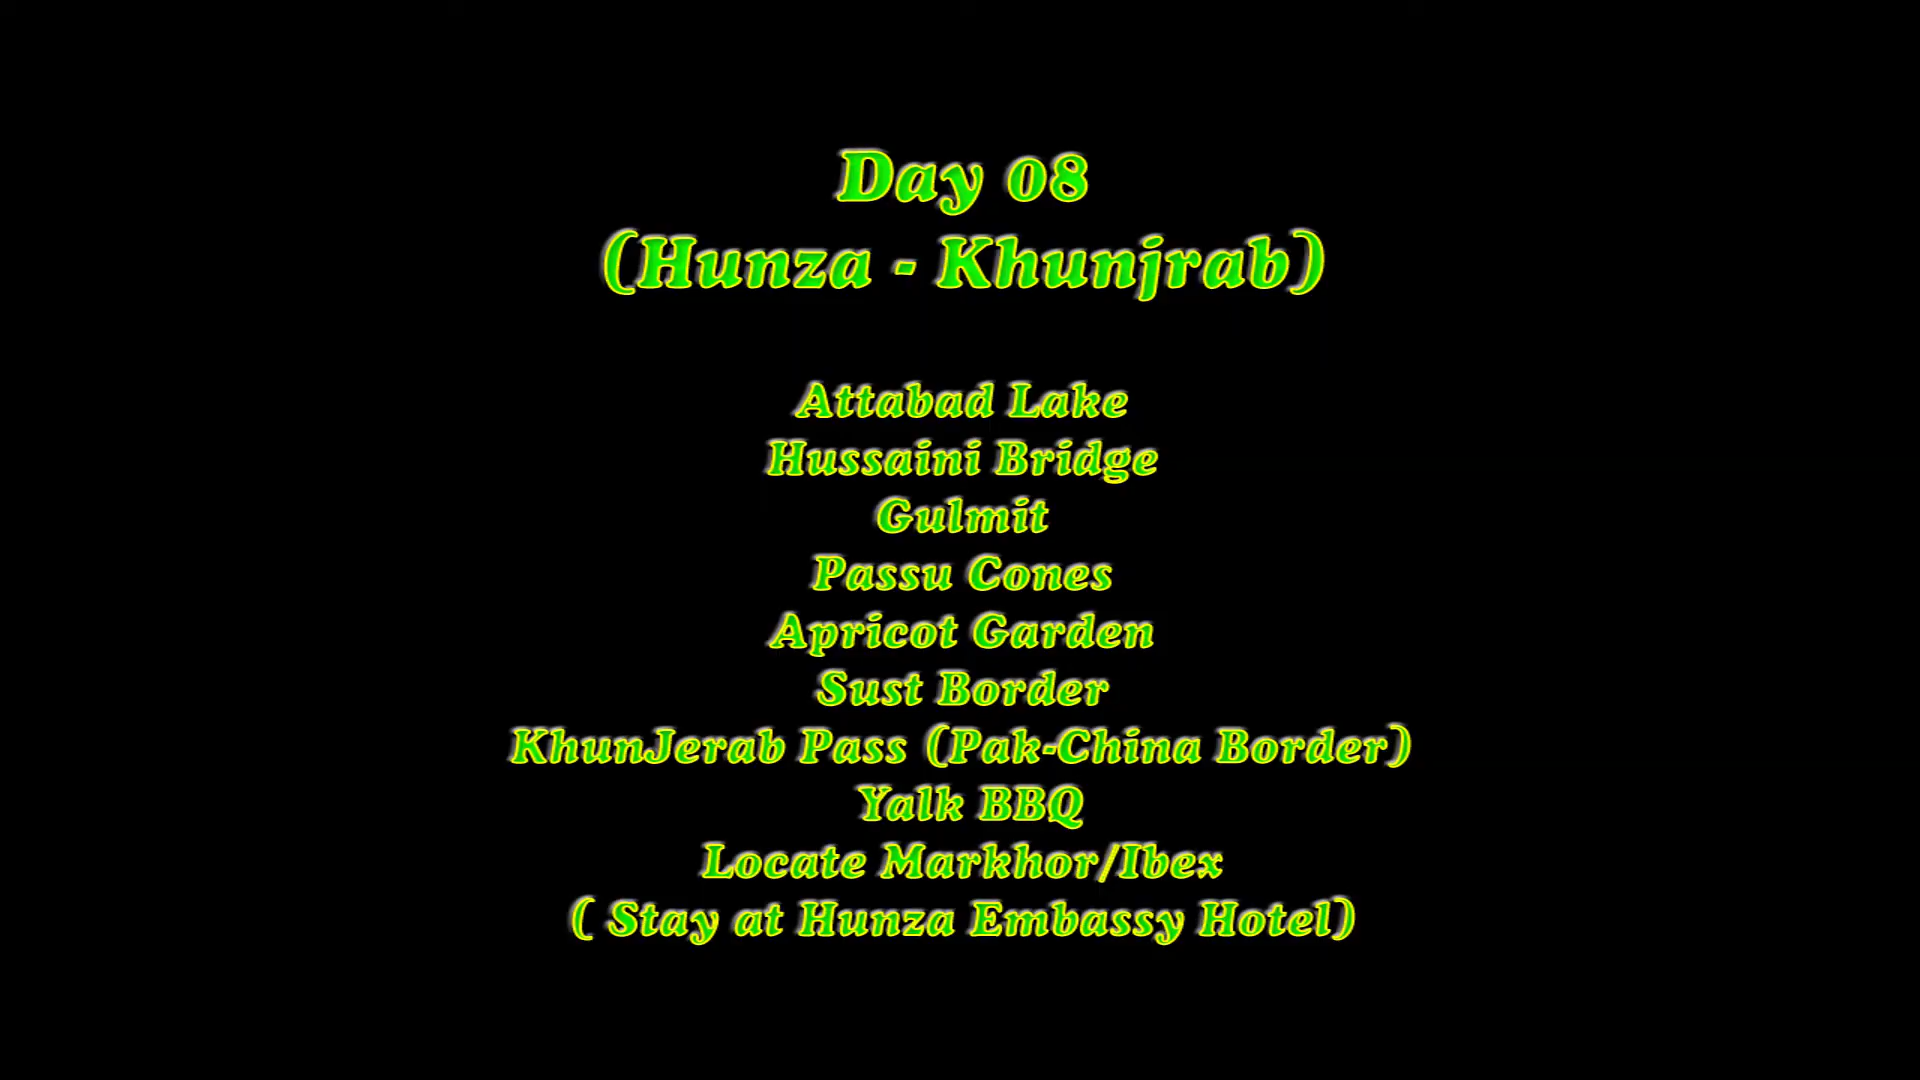 Day 08
(Hunza - Khunjrab)
Attabad Lake
Hussaini Bridge
Gulmit
Passu Cones
Apricot Garden
Sust Border
KhunJerab Pass (Pak-China Border)
Yalk BBQ
Locate Markhor/Ibex
( Stay at Hunza Embassy Hotel)